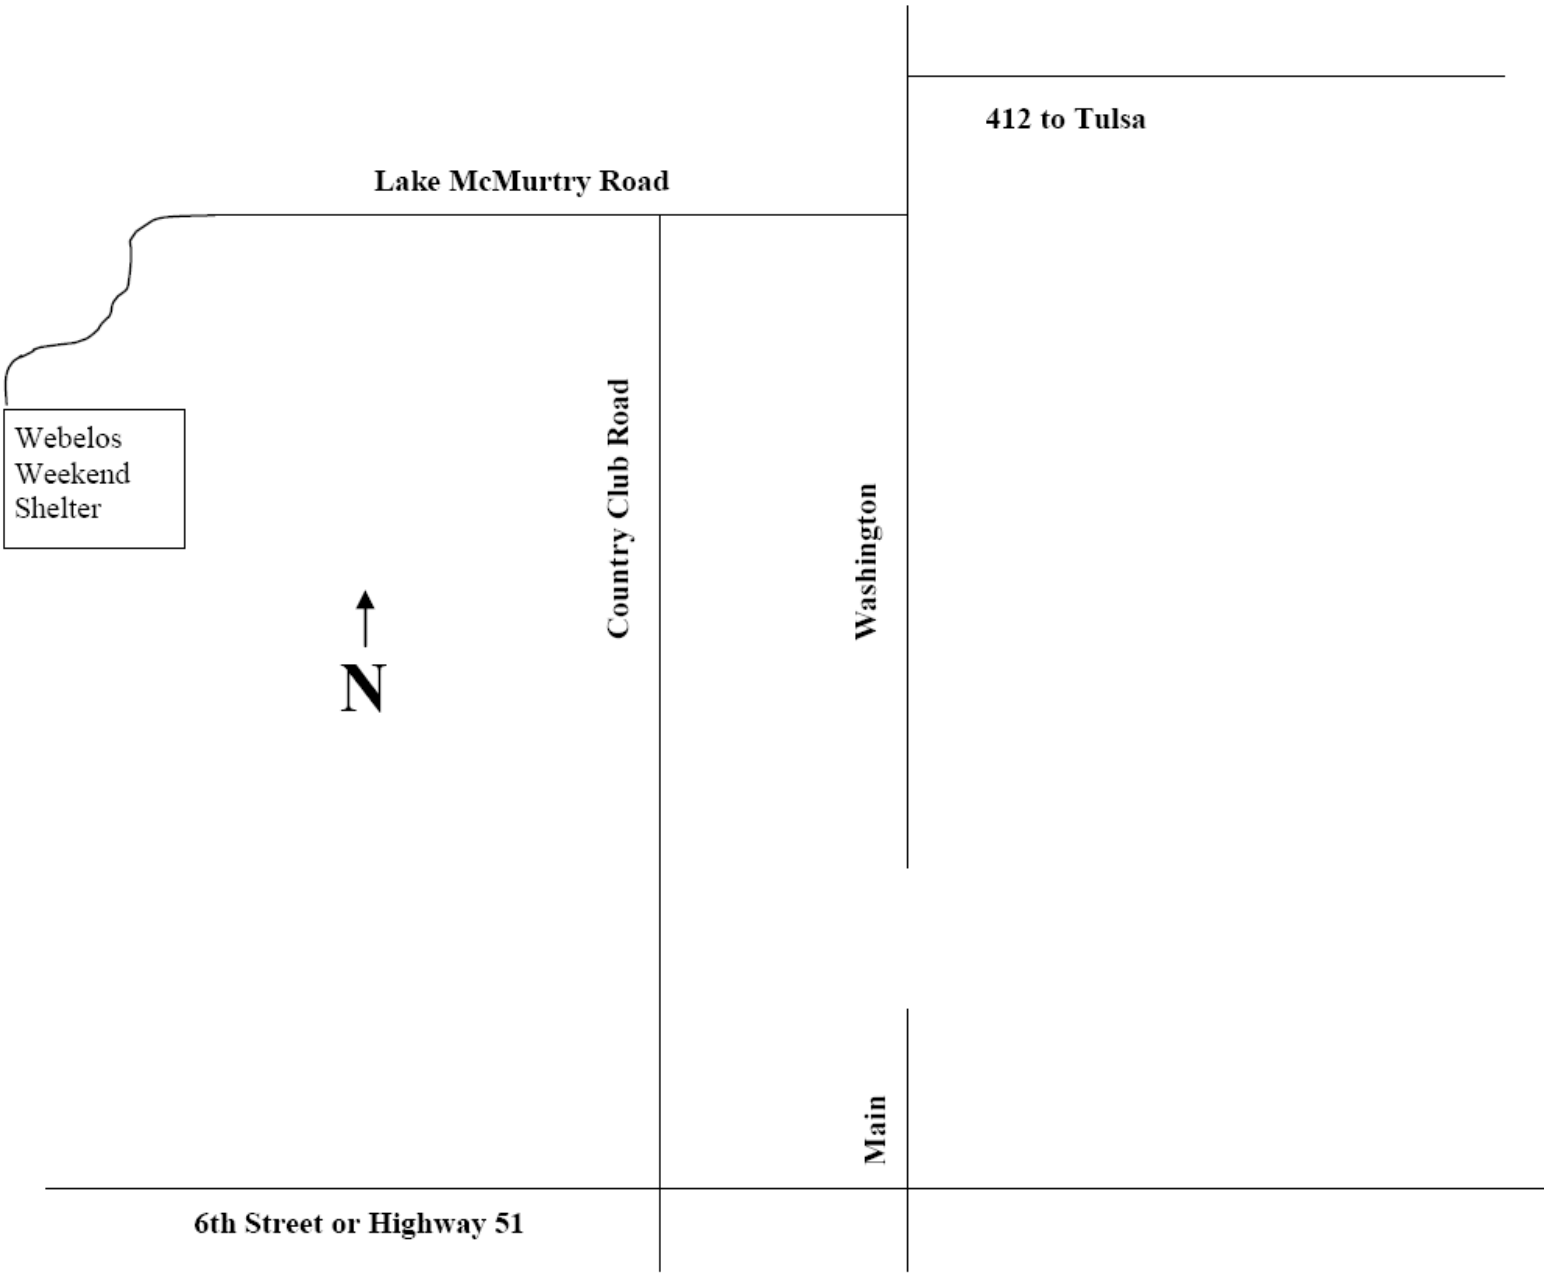 412 to Tulsa
Lake McMurtry Road
Country Club Road
Webelos
Weekend
Shelter
Washington
N
Main
6th Street or Highway 51